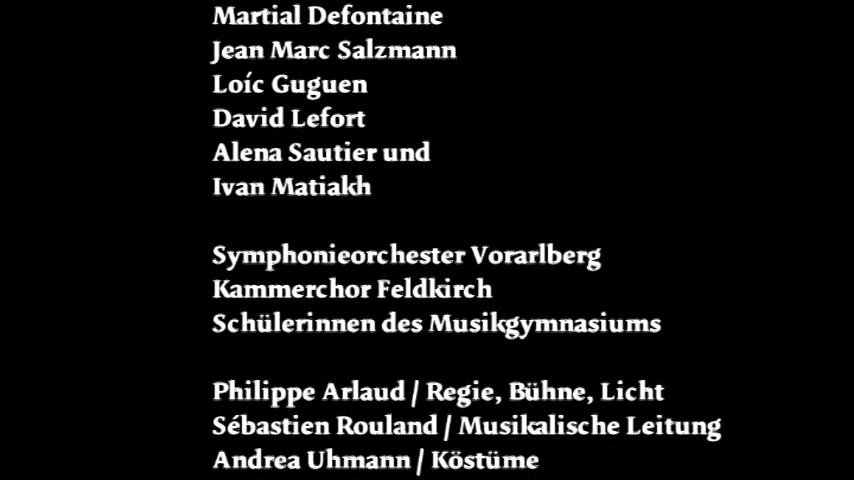 Martial Defontaine
Jean Marc Salzmann
Loíc Guguen
David Lefort
Alena Sautier und
Ivan Matiakh
Symphonieorchester Vorarlberg
Kammerchor Feldkirch
Schülerinnen des Musikgymnasiums
Philippe Arlaud / Regie, Bühne, Licht
Sébastien Rouland / Musikalische Leitung
Andrea Uhmann / Köstüme